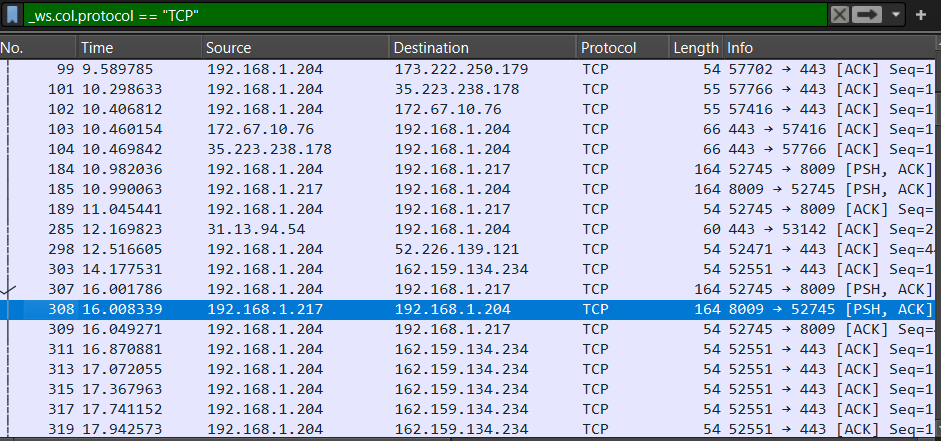 _ws.col.protocol == "TCP"
No. Time Source Destination Protocol Length Info
99 9.589785 192.168.1.204 173.222.250.179 TCP 54 57702 → 443 [ACK] Seq=1
101 10.298633 192.168.1.204 35.223.238.178 TCP 55 57766 → 443 [ACK] Seq=1
102 10.406812 192.168.1.204 172.67.10.76 TCP 55 57416 → 443 [ACK] Seq=1
103 10.460154 172.67.10.76 192.168.1.204 TCP 66 443 → 57416 [ACK] Seq=1
104 10.469842 35.223.238.178 192.168.1.204 TCP 66 443 → 57766 [ACK] Seq=1
184 10.982036 192.168.1.204 192.168.1.217 TCP 164 52745 → 8009 [PSH, ACK]
185 10.990063 192.168.1.217 192.168.1.204 TCP 164 8009 → 52745 [PSH, ACK]
189 11.045441 192.168.1.204 192.168.1.217 TCP 54 52745 → 8009 [ACK] Seq=
285 12.169823 31.13.94.54 192.168.1.204 TCP 60 443 → 53142 [ACK] Seq=2
298 12.516605 192.168.1.204 52.226.139.121 TCP 54 52471 → 443 [ACK] Seq=4
303 14.177531 192.168.1.204 162.159.134.234 TCP 54 52551 → 443 [ACK] Seq=1
307 16.001786 192.168.1.204 192.168.1.217 TCP 164 52745 → 8009 [PSH, ACK]
308 16.008339 192.168.1.217 192.168.1.204 TCP 164 8009 → 52745 [PSH, ACK]
309 16.049271 192.168.1.204 192.168.1.217 TCP 54 52745 → 8009 [ACK] Seq=
311 16.870881 192.168.1.204 162.159.134.234 TCP 54 52551 → 443 [ACK] Seq=1
313 17.072055 192.168.1.204 162.159.134.234 TCP 54 52551 → 443 [ACK] Seq=1
315 17.367963 192.168.1.204 162.159.134.234 TCP 54 52551 → 443 [ACK] Seq=1
317 17.741152 192.168.1.204 162.159.134.234 TCP 54 52551 → 443 [ACK] Seq=1
319 17.942573 192.168.1.204 162.159.134.234 TCP 54 52551 → 443 [ACK] Seq=1